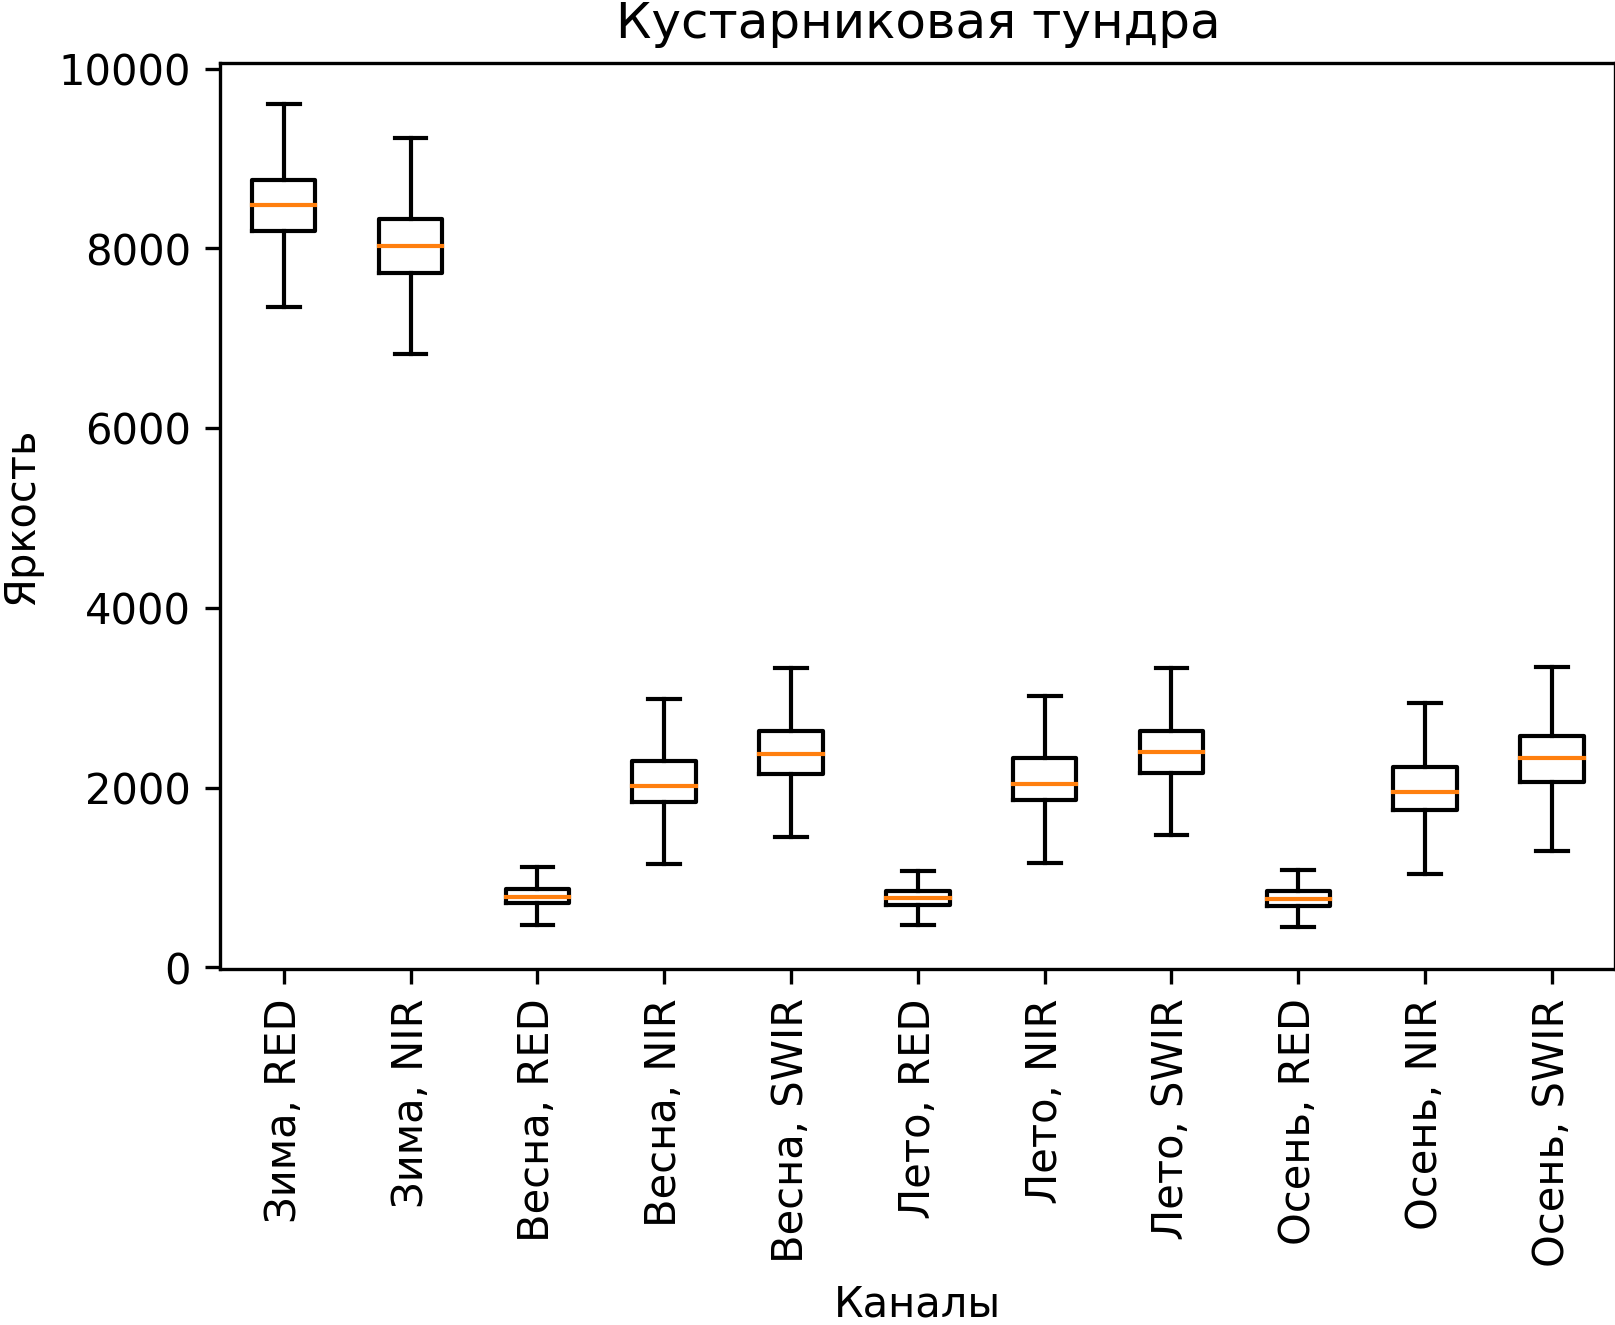 Кустарниковая тундра
10000
8000
6000
4000
2000
0
Яркость
Зима, RED
Зима, NIR
Весна, RED
Весна, NIR
Весна, SWIR
Лето, RED
Лето, NIR
Лето, SWIR
Осень, RED
Осень, NIR
Осень, SWIR
Каналы